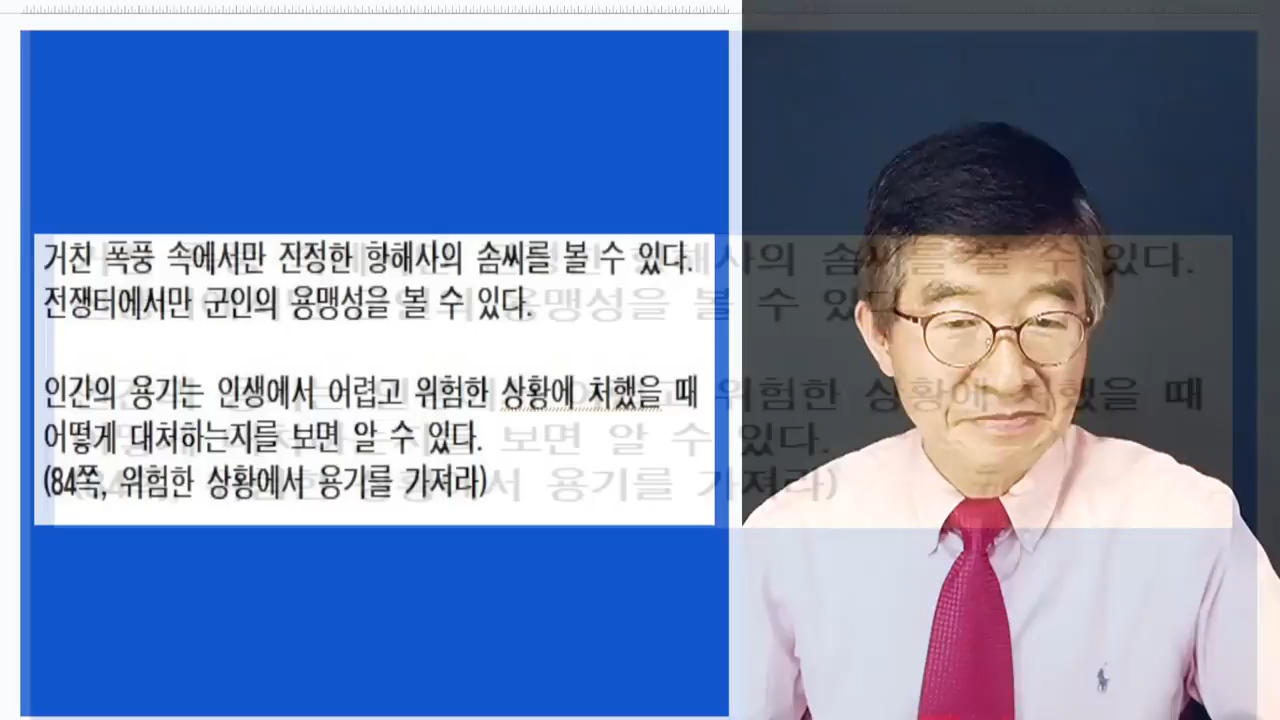 거친 폭풍 속에서만 진정한 항해사의 솜씨를 볼 수 있다.
전쟁터에서만 군인의 용맹성을 볼 수 있다.
인간의 용기는 인생에서 어렵고 위험한 상황에 처했을 때
어떻게 대처하는지를 보면 알 수 있다.
(84쪽, 위험한 상황에서 용기를 가져라)